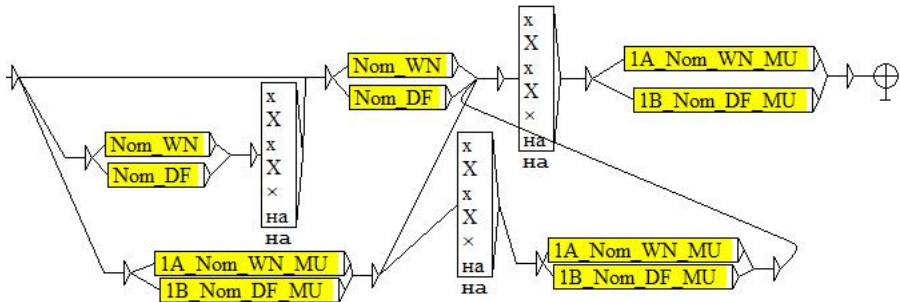 x
X
х
Х
×
на
на
Nom_WN
Nom_DF
1A_Nom_WN_MU
1B_Nom_DF_MU
Nom_WN
Nom_DF
x
X
х
Х
×
на
на
x
X
х
Х
×
на
на
1A_Nom_WN_MU
1B_Nom_DF_MU
1A_Nom_WN_MU
1B_Nom_DF_MU